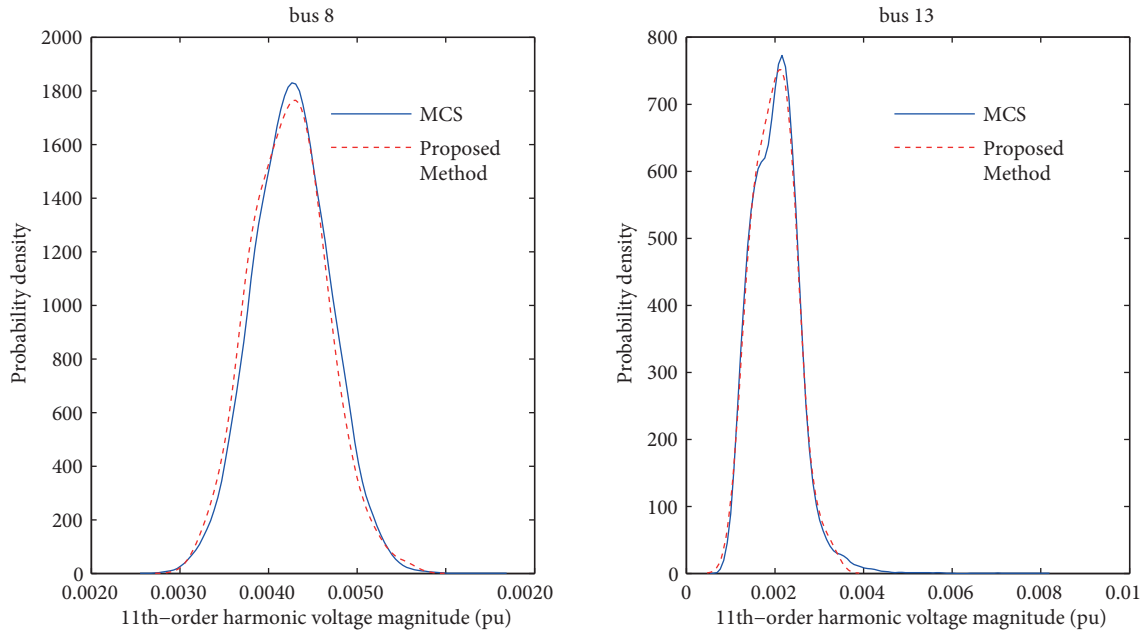 bus 8
2000
1800
1600
1400
1200
1000
800
600
400
200
0
Probability density
MCS
Proposed
Method
0.0020 0.0030 0.0040 0.0050 0.0020
11th-order harmonic voltage magnitude (pu)
bus 13
800
700
600
500
400
300
200
100
0
Probability density
MCS
Proposed
Method
0 0.002 0.004 0.006 0.008 0.01
11th-order harmonic voltage magnitude (pu)